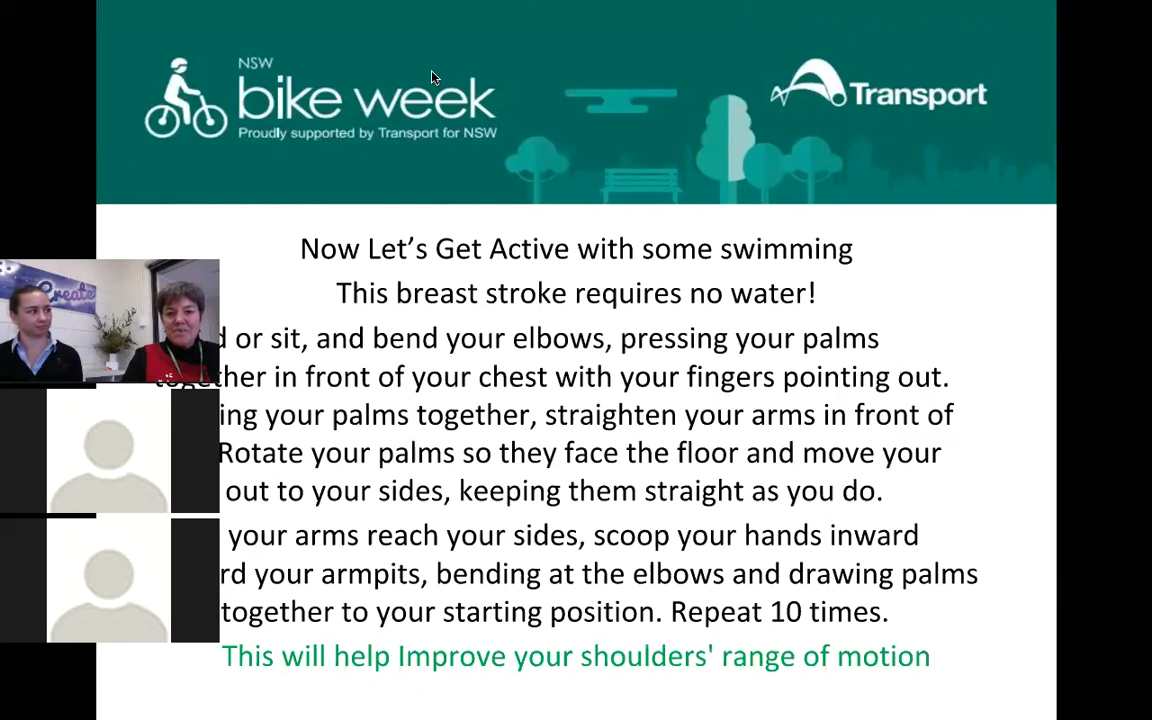 NSW
bike week
Proudly supported by Transport for NSW
Transport
Create
Now Let's Get Active with some swimming
This breast stroke requires no water!
or sit, and bend your elbows, pressing your palms
together in front of your chest with your fingers pointing out.
your palms together, straighten your arms in front of
Rotate your palms so they face the floor and move your
out to your sides, keeping them straight as you do.
your arms reach your sides, scoop your hands inward
your armpits, bending at the elbows and drawing palms
together to your starting position. Repeat 10 times.
This will help Improve your shoulders' range of motion